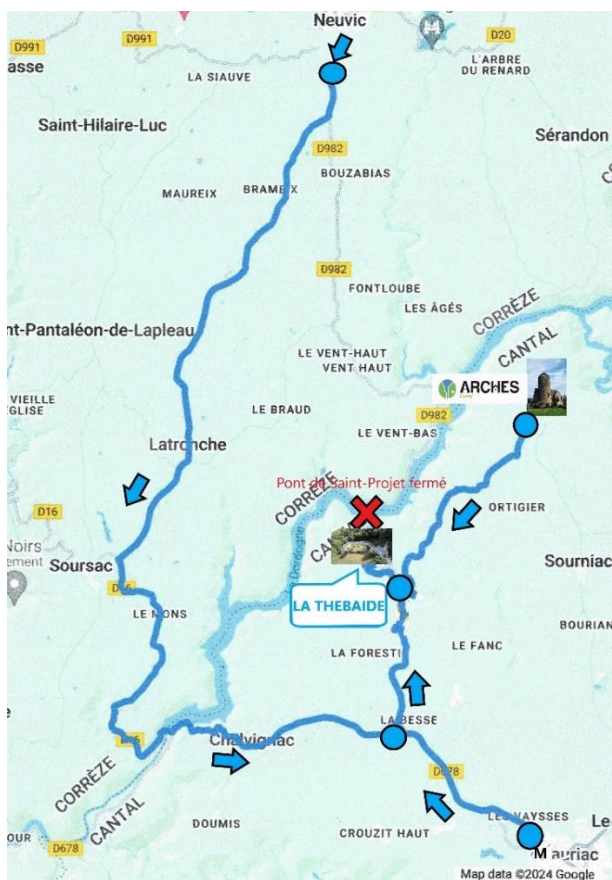 Neuvic
D991
D991
D20
asse
LA SIAUVE
L'ARBRE
DU RENARD
Saint-Hilaire-Luc
Sérandon
D982
BOUZABIAS
MAUREIX
BRAMEIX
D982
FONTLOUBE
LES ÂGÉS
CORRÈZE
CANTAL
nt-Pantaléon-de-Lapleau
LE VENT-HAUT
VENT HAUT
ARCHES
VIEILLE
ÉGLISE
LE BRAUD
D982
LE VENT-BAS
Latronche
Pont de Saint-Projet fermé
CORRÈZE
ORTIGIER
D16
Noirs
ement
Soursac
Dordogne
Sourniac
LA THEBAIDE
LE MONS
BOURIAN
LA FORESTI
LE FANC
LA BESSE
Chalvignac
CORRÈZE
CANTAL
D678
LES VAYSSES
Le
OUR
D678
DOUMIS
CROUZIT HAUT
Mauriac
Map data ©2024 Google